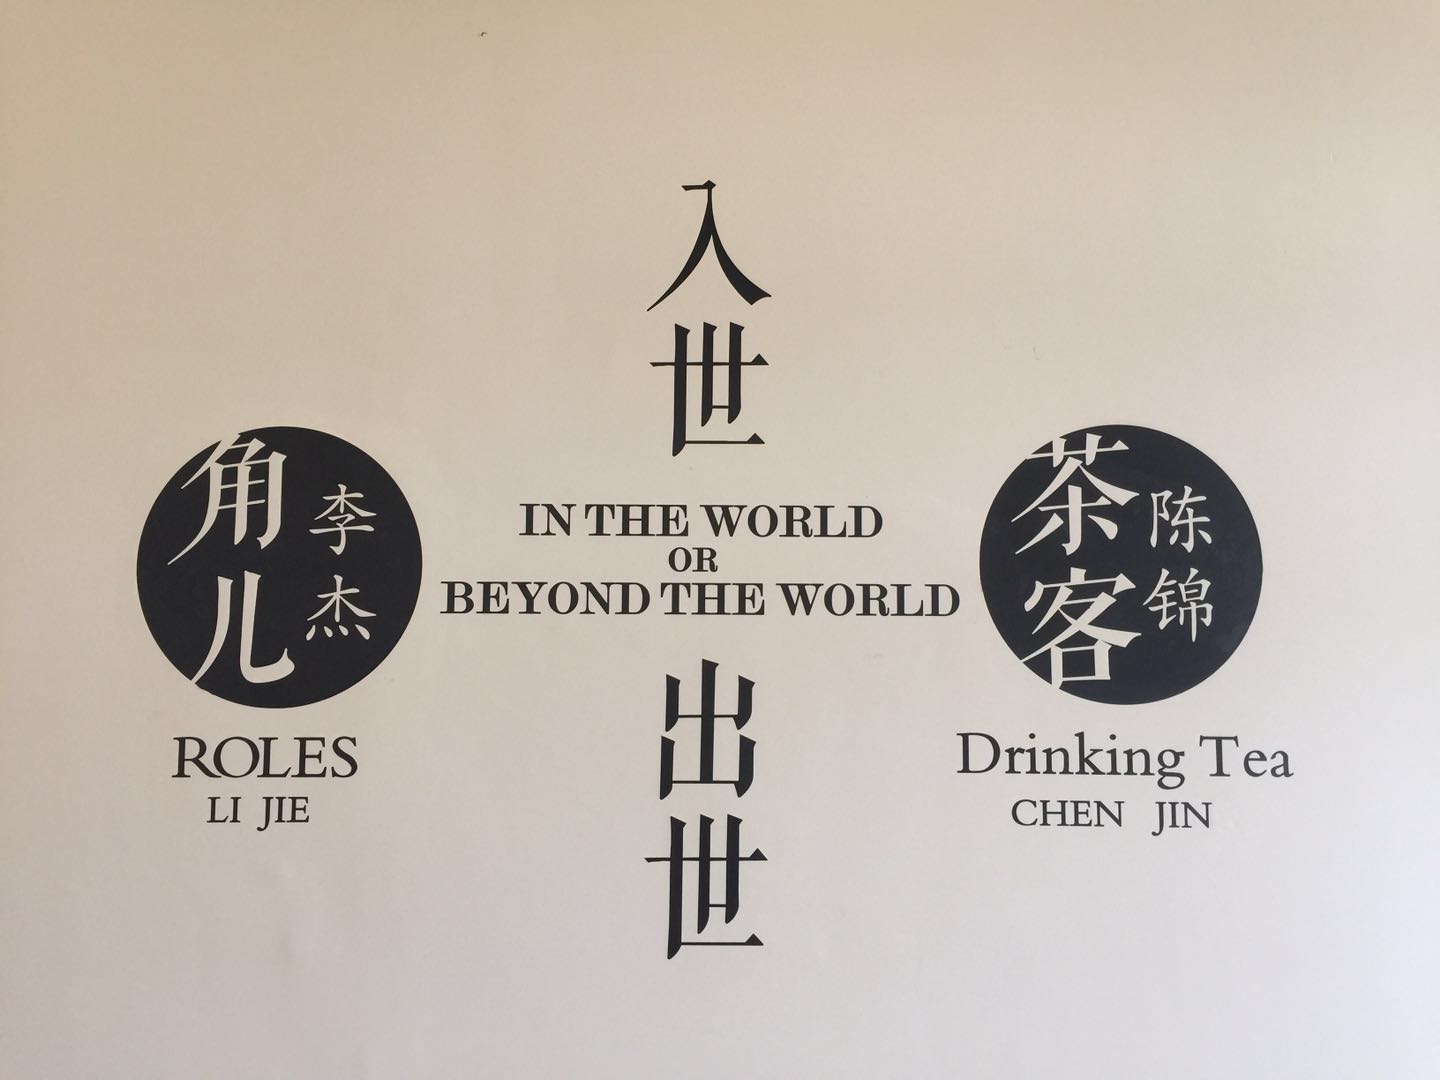 入世
角儿
李杰
ROLES
LI JIE
IN THE WORLD
OR
BEYOND THE WORLD
出世
茶客
陈锦
Drinking Tea
CHEN JIN